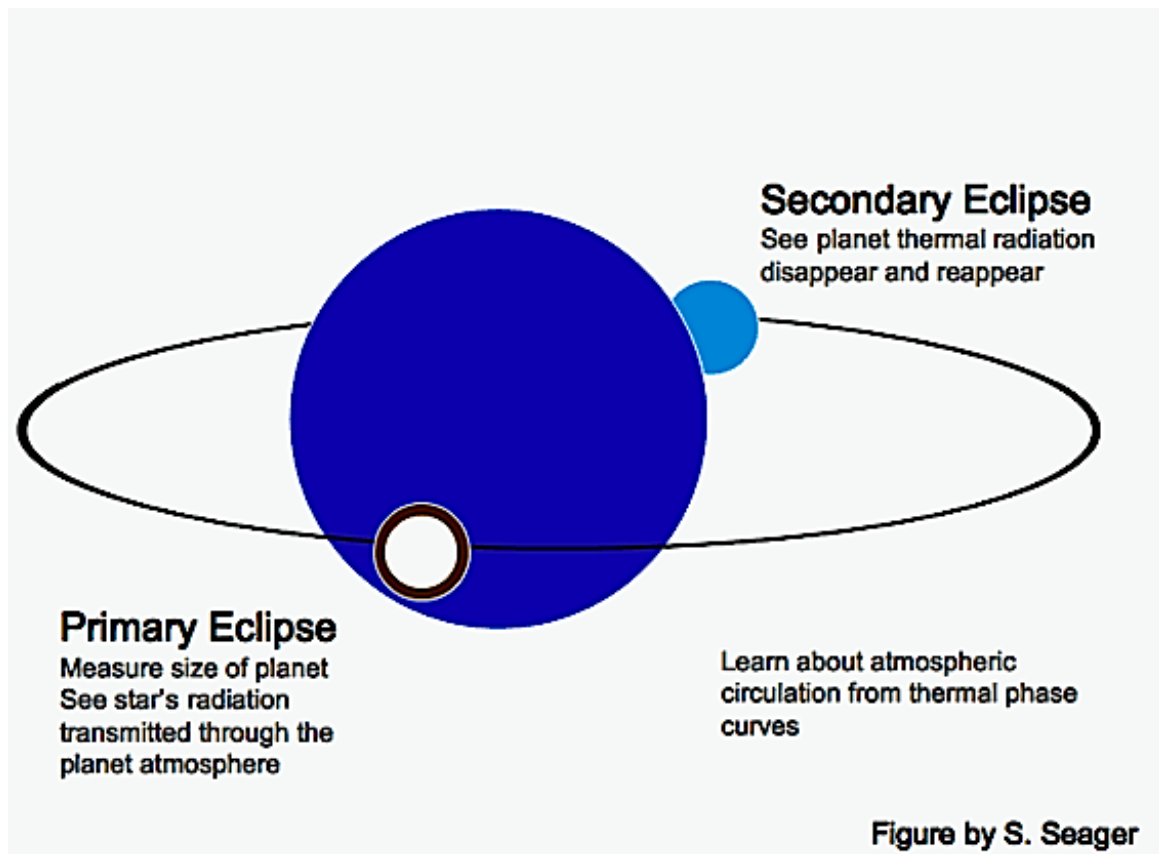 Secondary Eclipse
See planet thermal radiation
disappear and reappear
Primary Eclipse
Measure size of planet
See star's radiation
transmitted through the
planet atmosphere
Learn about atmospheric
circulation from thermal phase
curves
Figure by S. Seager